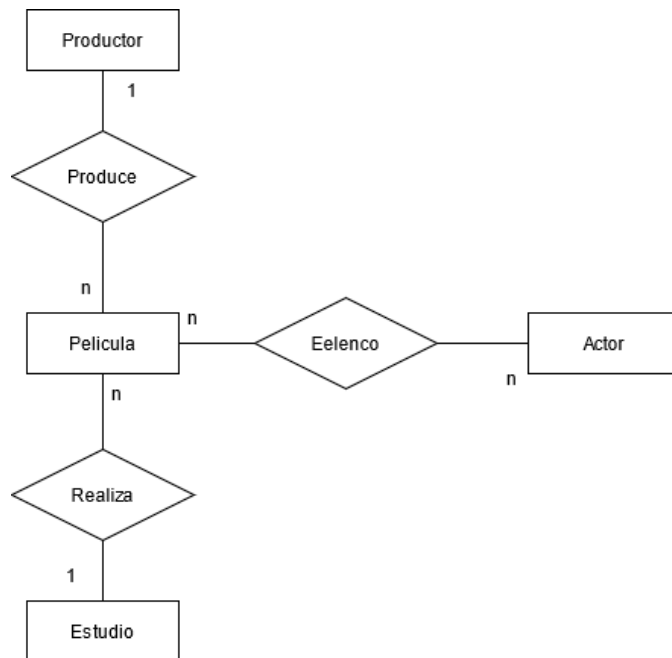 Productor
1
Produce
n
Pelicula
n
Eelenco
n
Actor
n
Realiza
1
Estudio